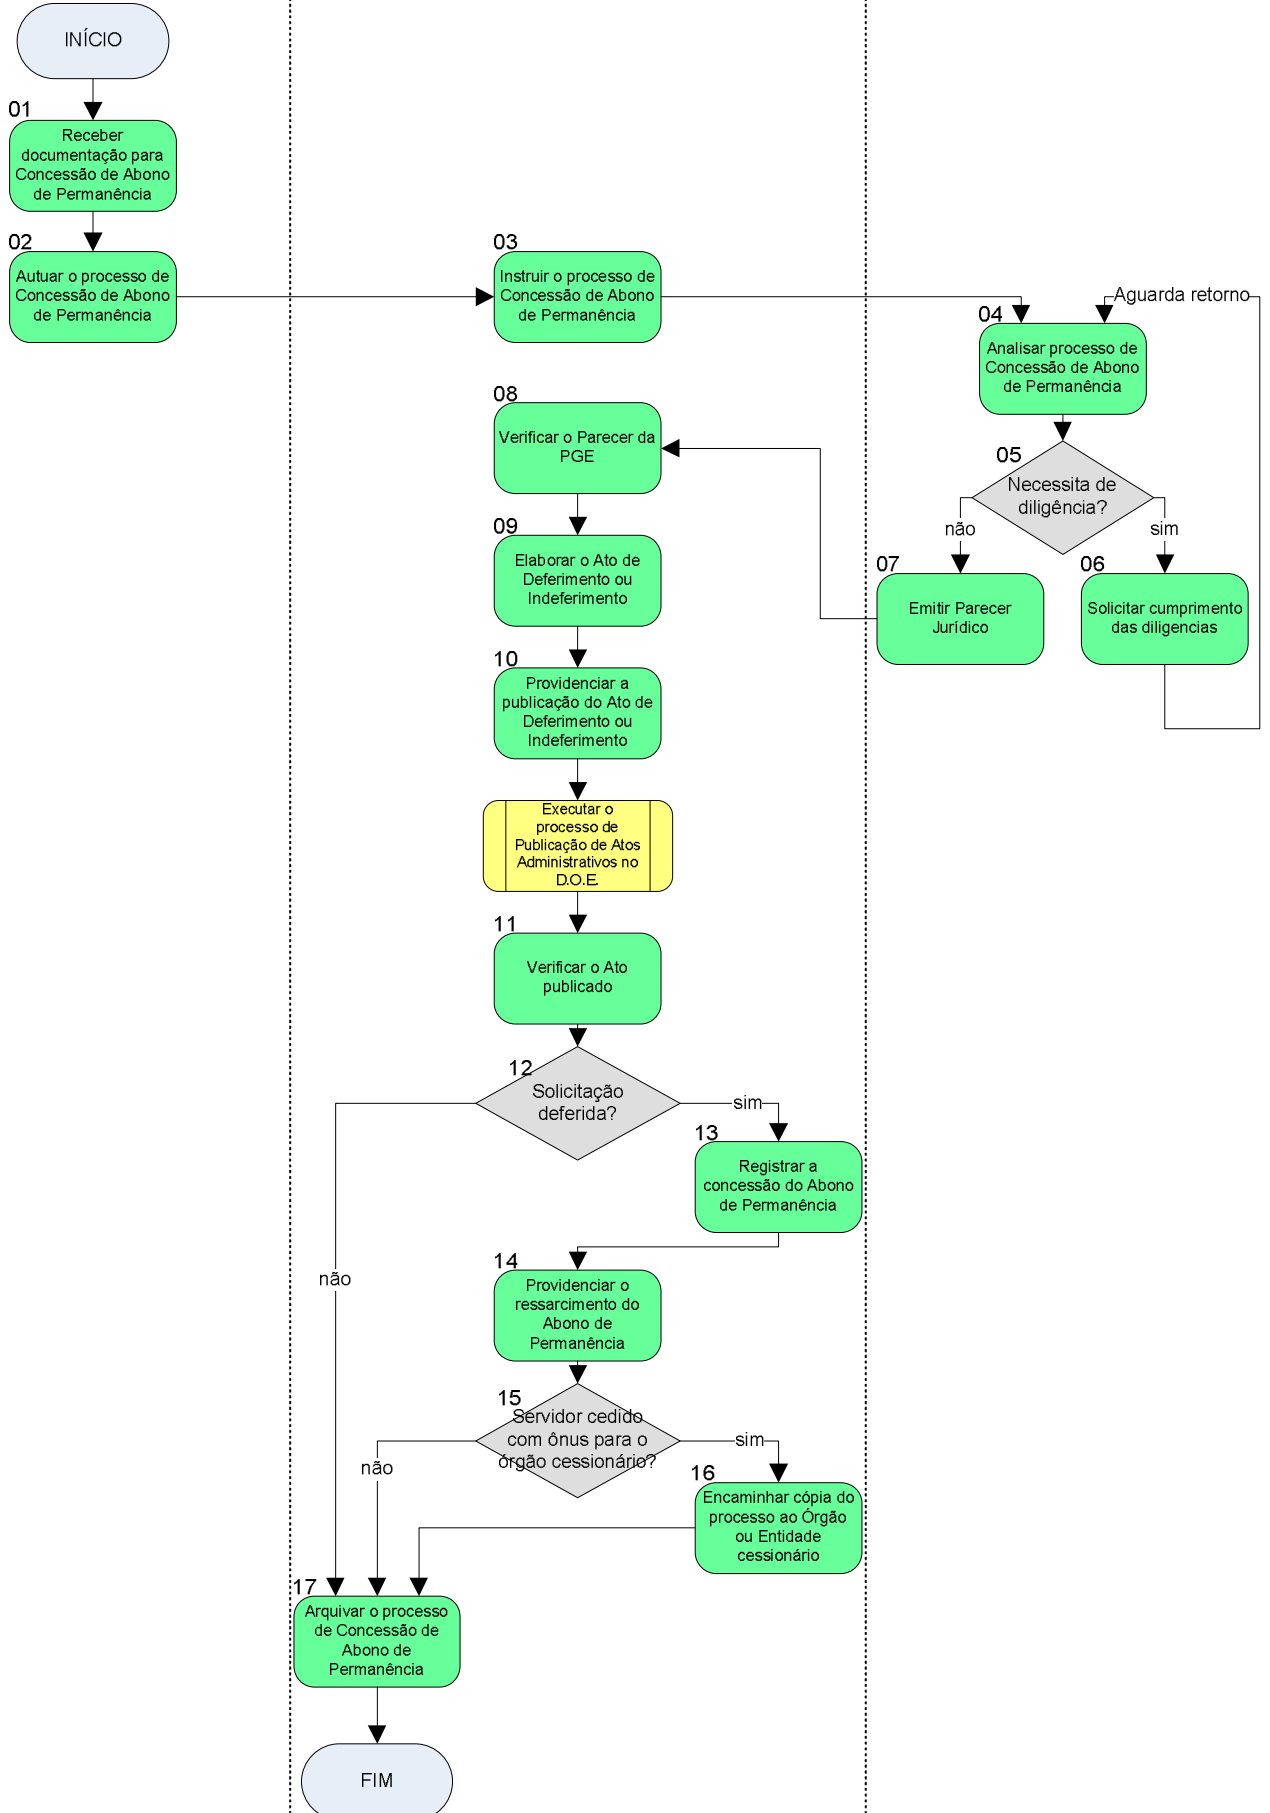 INÍCIO
01
Receber
documentação para
Concessão de Abono
de Permanência
02
Autuar o processo de
Concessão de Abono
de Permanência
03
Instruir o processo de
Concessão de Abono
de Permanência
Aguarda retorno
04
Analisar processo de
Concessão de Abono
de Permanência
05
Necessita de
diligência?
não
sim
07
Emitir Parecer
Jurídico
06
Solicitar cumprimento
das diligencias
08
Verificar o Parecer da
PGE
09
Elaborar o Ato de
Deferimento ou
Indeferimento
10
Providenciar a
publicação do Ato de
Deferimento ou
Indeferimento
Executar o
processo de
Publicação de Atos
Administrativos no
D.O.E.
11
Verificar o Ato
publicado
12
Solicitação
deferida?
sim
não
13
Registrar a
concessão do Abono
de Permanência
14
Providenciar o
ressarcimento do
Abono de
Permanência
15
Servidor cedido
com ônus para o
órgão cessionário?
sim
não
16
Encaminhar cópia do
processo ao Órgão
ou Entidade
cessionário
17
Arquivar o processo
de Concessão de
Abono de
Permanência
FIM